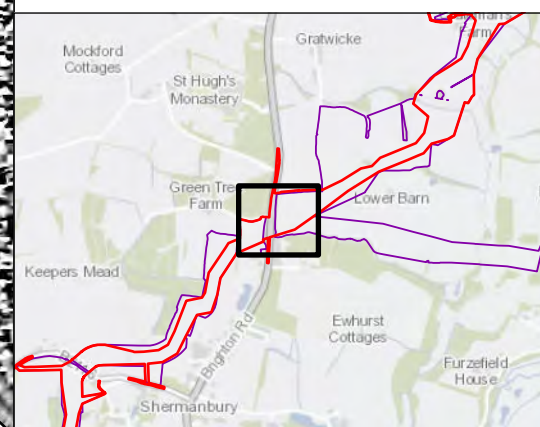 Gratwicke
Farm
Mockford
Cottages
St Hugh's
Monastery
Green Tree
Farm
Lower Barn
Keepers Mead
Brighton Rd
Ewhurst
Cottages
Furzefield
House
Shermanbury